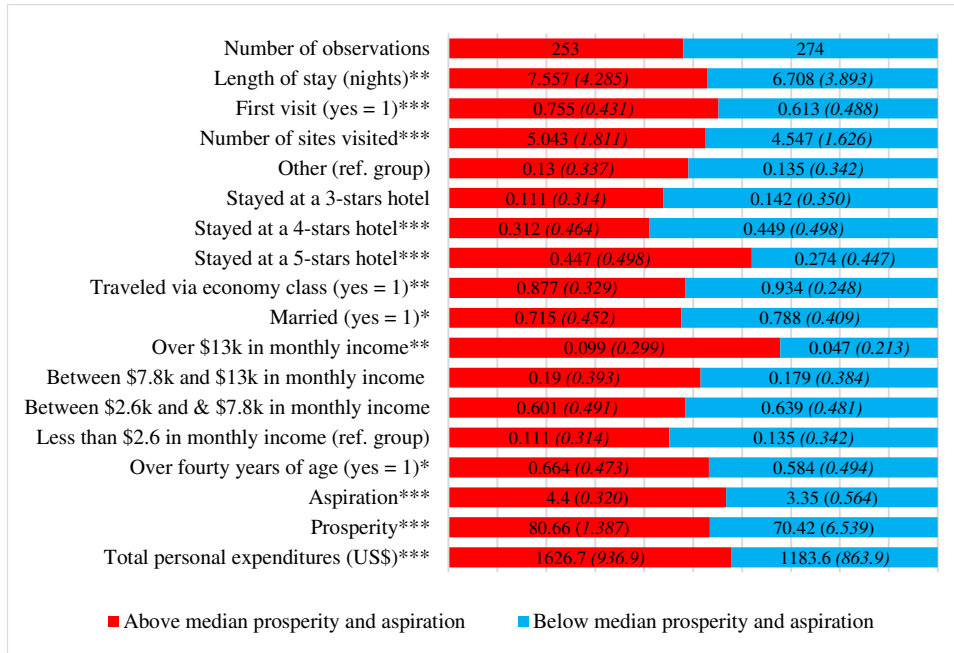 Number of observations 253 274
Length of stay (nights)** 7.557 (4.285) 6.708 (3.893)
First visit (yes = 1)*** 0.755 (0.431) 0.613 (0.488)
Number of sites visited*** 5.043 (1.811) 4.547 (1.626)
Other (ref. group) 0.13 (0.337) 0.135 (0.342)
Stayed at a 3-stars hotel 0.111 (0.314) 0.142 (0.350)
Stayed at a 4-stars hotel*** 0.312 (0.464) 0.449 (0.498)
Stayed at a 5-stars hotel*** 0.447 (0.498) 0.274 (0.447)
Traveled via economy class (yes = 1)** 0.877 (0.329) 0.934 (0.248)
Married (yes = 1)* 0.715 (0.452) 0.788 (0.409)
Over $13k in monthly income** 0.099 (0.299) 0.047 (0.213)
Between $7.8k and $13k in monthly income 0.19 (0.393) 0.179 (0.384)
Between $2.6k and & $7.8k in monthly income 0.601 (0.491) 0.639 (0.481)
Less than $2.6 in monthly income (ref. group) 0.111 (0.314) 0.135 (0.342)
Over fourty years of age (yes = 1)* 0.664 (0.473) 0.584 (0.494)
Aspiration*** 4.4 (0.320) 3.35 (0.564)
Prosperity*** 80.66 (1.387) 70.42 (6.539)
Total personal expenditures (US$)*** 1626.7 (936.9) 1183.6 (863.9)
Above median prosperity and aspiration Below median prosperity and aspiration